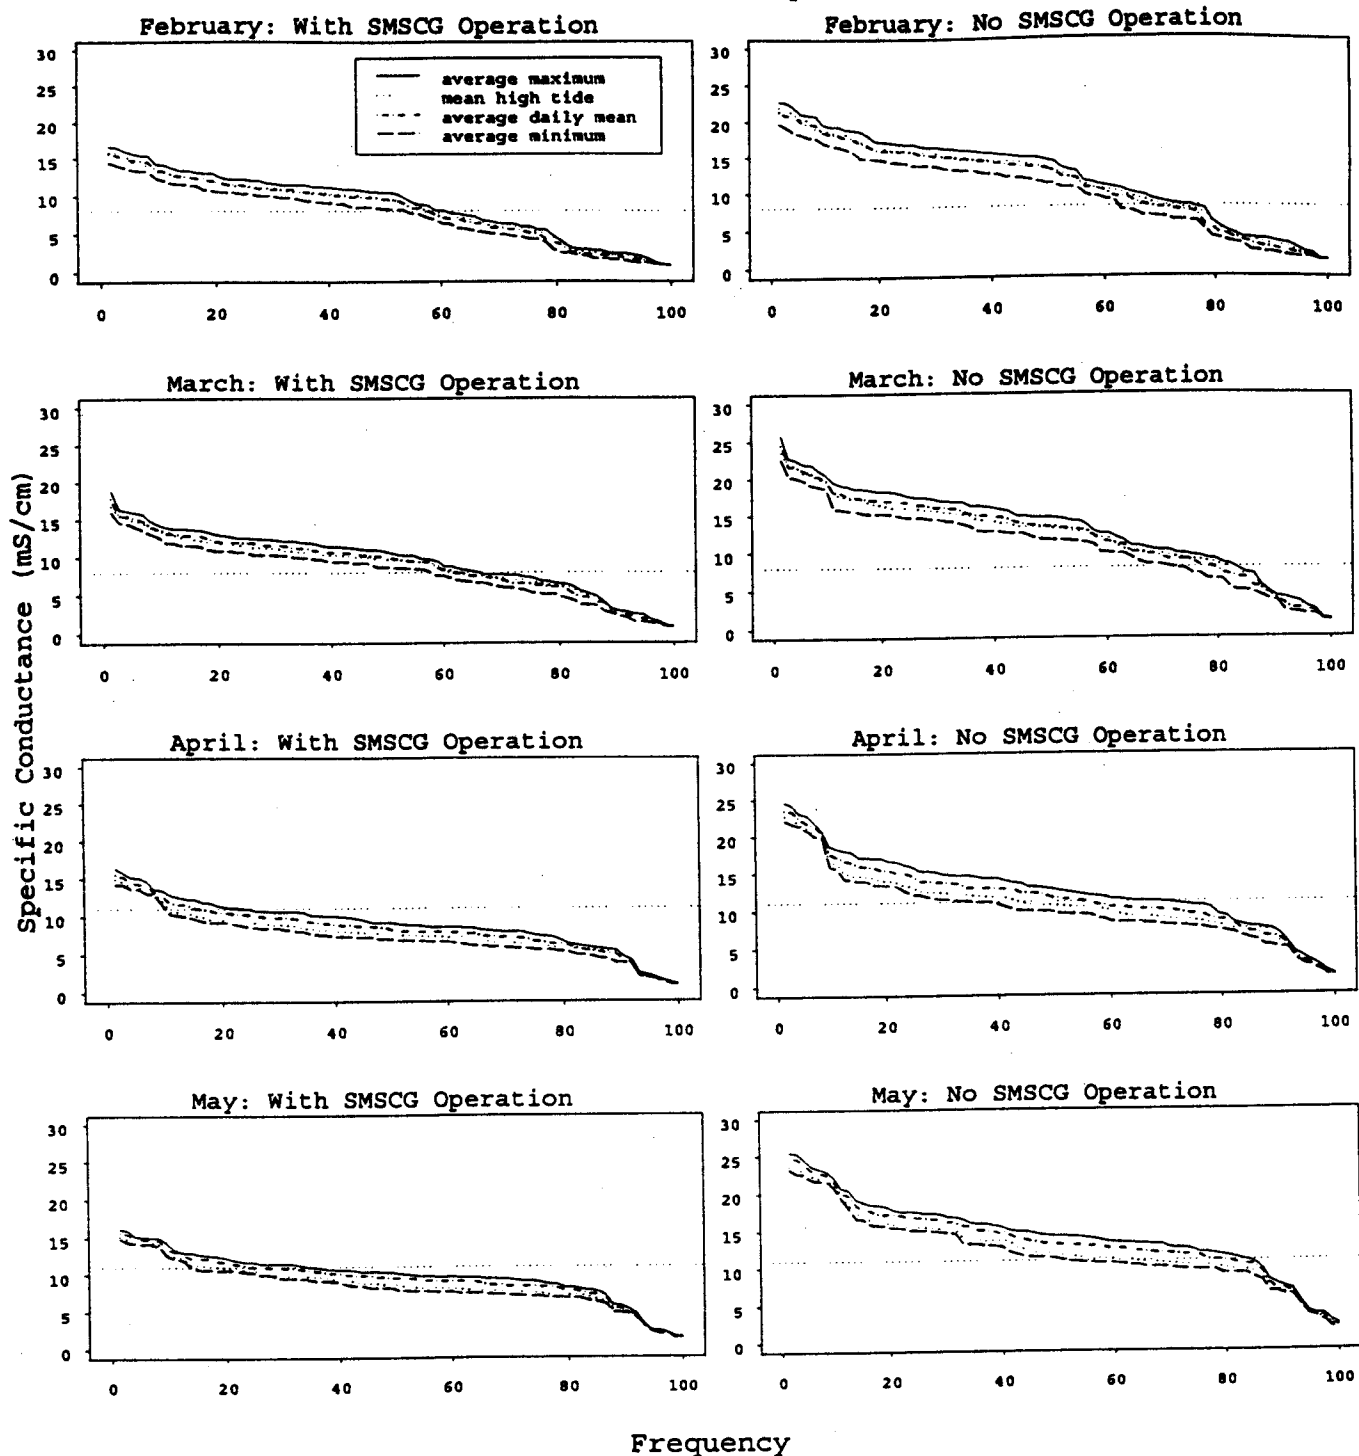 February: With SMSCG Operation
30
25
20
15
10
5
0
average maximum
mean high tide
average daily mean
average minimum
0 20 40 60 80 100
February: No SMSCG Operation
30
25
20
15
10
5
0
0 20 40 60 80 100
March: With SMSCG Operation
30
25
20
15
10
5
0
0 20 40 60 80 100
March: No SMSCG Operation
30
25
20
15
10
5
0
0 20 40 60 80 100
Specific Conductance (mS/cm)
April: With SMSCG Operation
30
25
20
15
10
5
0
0 20 40 60 80 100
April: No SMSCG Operation
30
25
20
15
10
5
0
0 20 40 60 80 100
May: With SMSCG Operation
30
25
20
15
10
5
0
0 20 40 60 80 100
May: No SMSCG Operation
30
25
20
15
10
5
0
0 20 40 60 80 100
Frequency